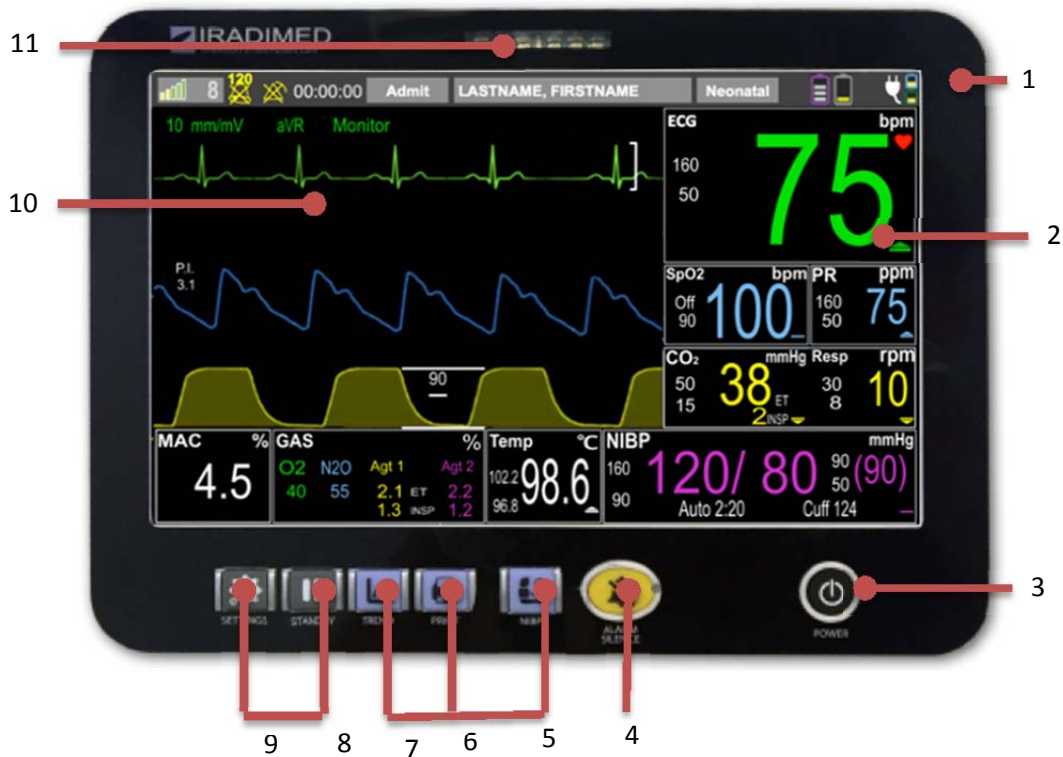 11
IRADIMED
1
8 120 00:00:00 Admit LASTNAME, FIRSTNAME Neonatal
10 mm/mV aVR Monitor
ECG bpm
160
50
75
10
2
P.I.
3.1
SpO2 bpm
Off
90
100
PR ppm
160
50
75
CO₂ mmHg
50
15
38 ET
2 INSP
Resp rpm
30
8
10
90
MAC %
4.5
GAS %
O2 N2O Agt 1 Agt 2
40 55 2.1 ET 2.2
1.3 INSP 1.2
Temp °C
102.2
96.8
98.6
NIBP mmHg
160
90
120/ 80
90
50
(90)
Auto 2:20 Cuff 124
3
SETTINGS STANDBY TREND PRINT NIBP ALARM
SILENCE POWER
9 8 7 6 5 4